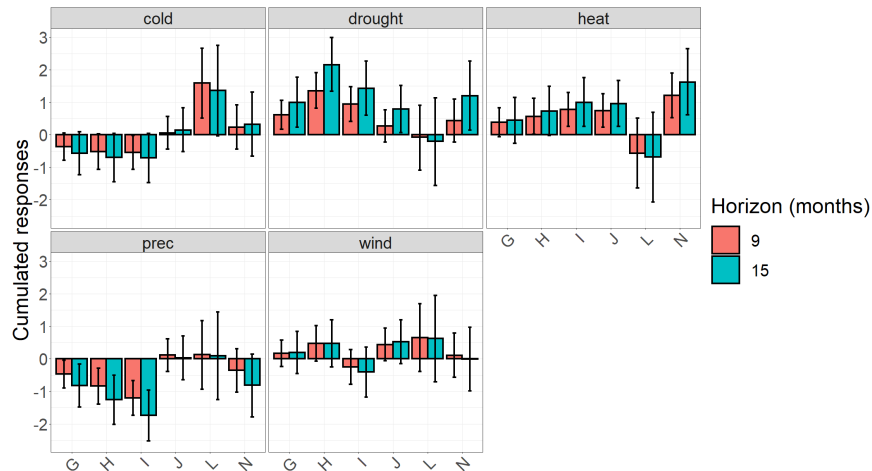 cold
drought
heat
Cumulated responses
3
2
1
0
-1
-2
G
H
I
J
L
N
prec
wind
3
2
1
0
-1
-2
G
H
I
J
L
N
G
H
I
J
L
N
Horizon (months)
9
15